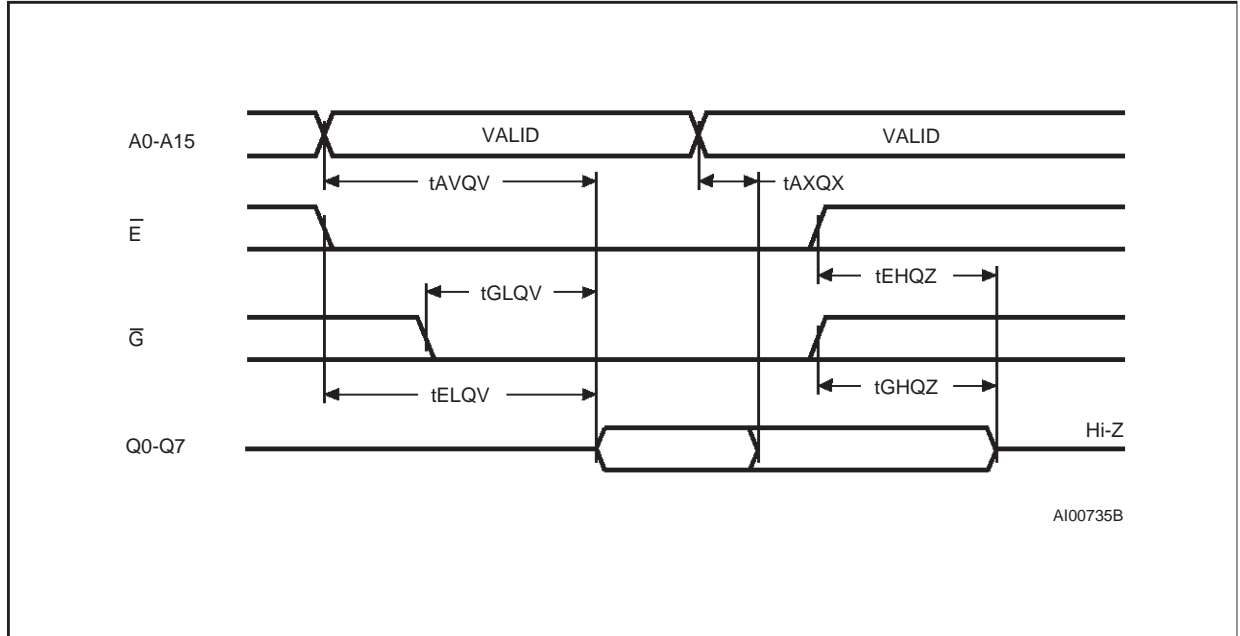 A0-A15
VALID
VALID
tAVQV
tAXQX
E̅
tEHQZ
tGLQV
G̅
tGHQZ
tELQV
Hi-Z
Q0-Q7
AI00735B